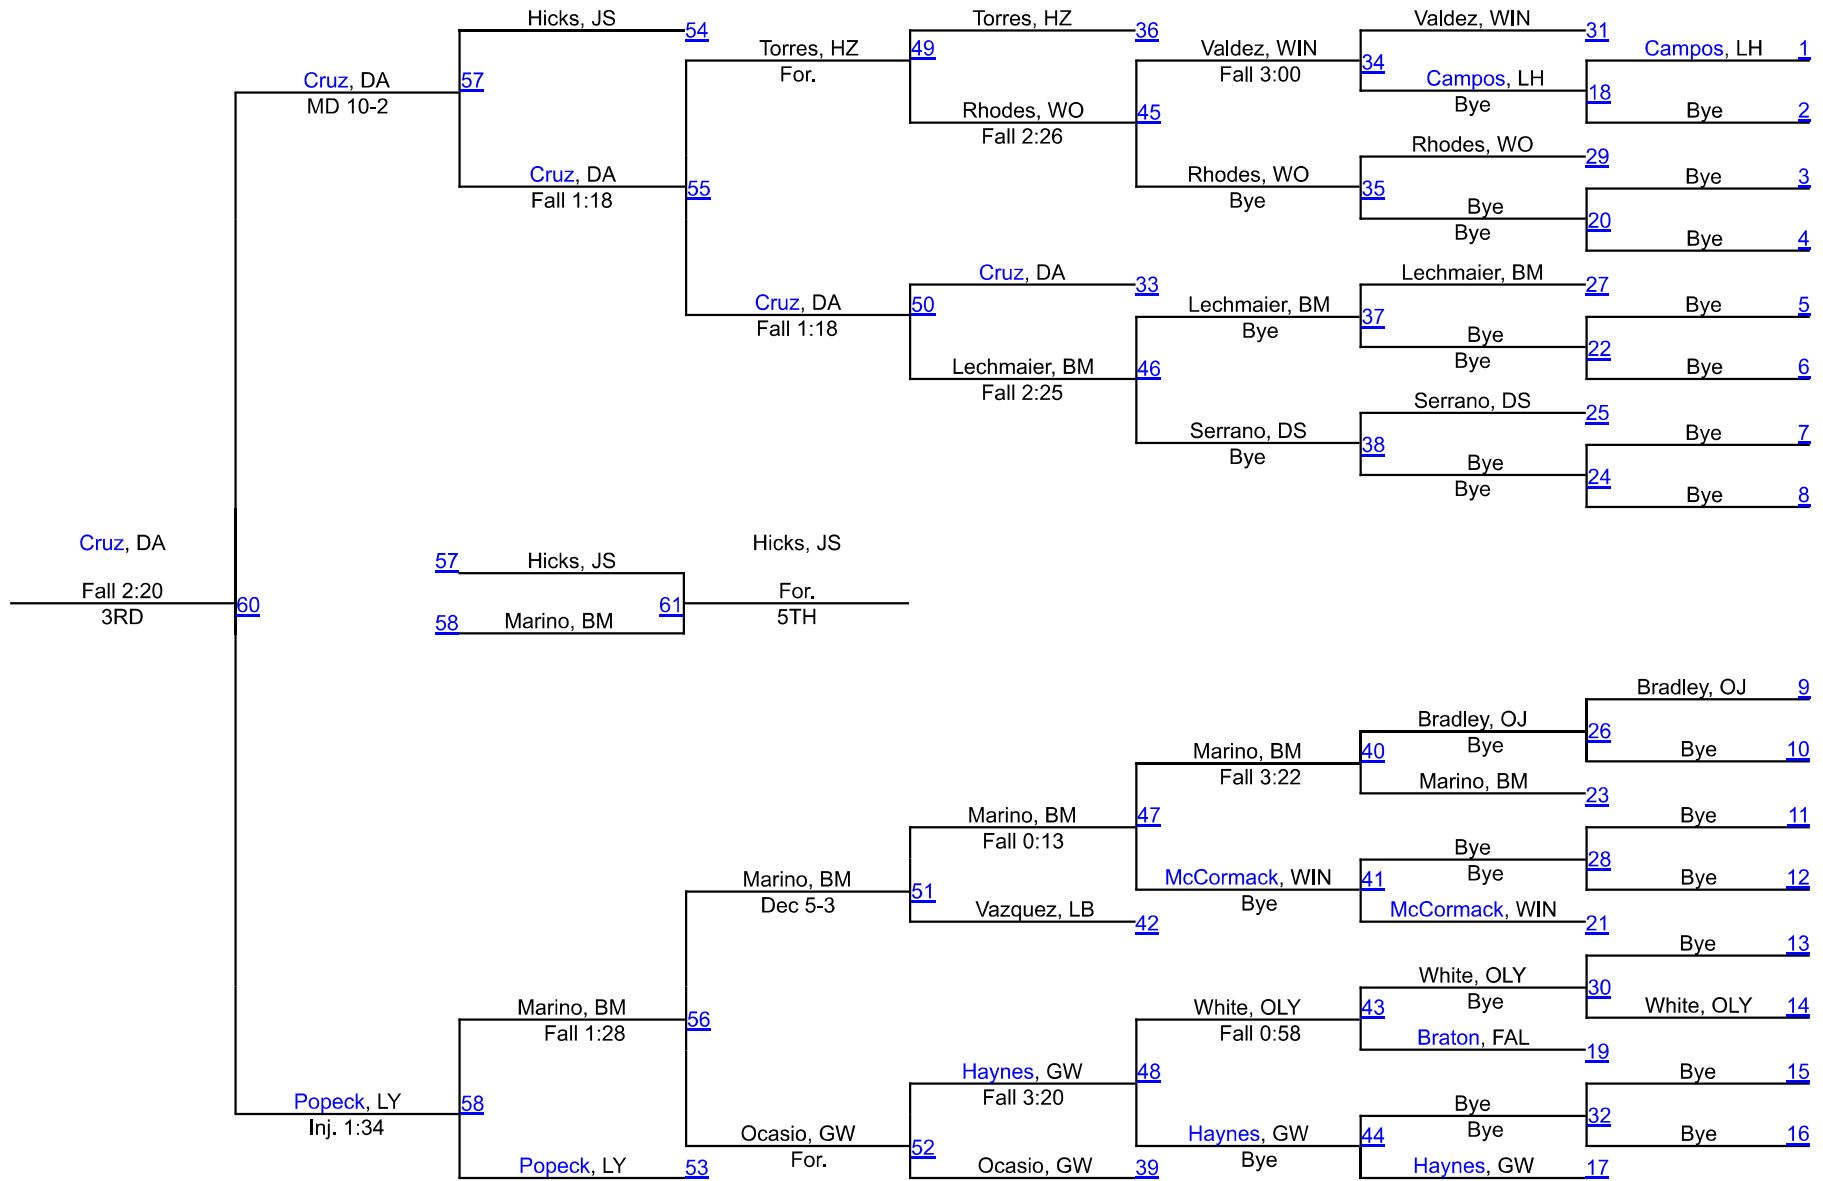 Hicks, JS 54 Torres, HZ 36 Valdez, WIN 31
Torres, HZ 49 Valdez, WIN Campos, LH 1
For. Fall 3:00 34
Cruz, DA 57 Campos, LH 18
MD 10-2 Rhodes, WO 45 Bye Bye 2
Fall 2:26
Rhodes, WO 29
Cruz, DA 55 Rhodes, WO 35 Bye 3
Fall 1:18 Bye Bye 20
Bye Bye 4
Cruz, DA 33 Lechmaier, BM 27
Cruz, DA 50 Lechmaier, BM 37 Bye 5
Fall 1:18 Bye Bye 22
Lechmaier, BM 46 Bye Bye 6
Fall 2:25
Serrano, DS 25
Serrano, DS 38 Bye 7
Bye Bye 24
Bye Bye 8
Cruz, DA Hicks, JS
57 Hicks, JS
Fall 2:20 For.
60 61
3RD 58 Marino, BM 5TH
Bradley, OJ 9
Bradley, OJ 26
Marino, BM 40 Bye Bye 10
Fall 3:22
Marino, BM 23
Marino, BM 47 Bye 11
Fall 0:13 Bye 28
Marino, BM 51 McCormack, WIN 41 Bye Bye 12
Dec 5-3 Bye
Vazquez, LB 42 McCormack, WIN 21
Bye 13
White, OLY 30
Marino, BM 56 White, OLY 43 Bye White, OLY 14
Fall 1:28 Fall 0:58
Braton, FAL 19
Haynes, GW 48 Bye 15
Fall 3:20
Popeck, LY 58 Bye 32
Inj. 1:34 Ocasio, GW 52 Haynes, GW 44 Bye Bye 16
For. Bye
Popeck, LY 53 Ocasio, GW 39 Haynes, GW 17